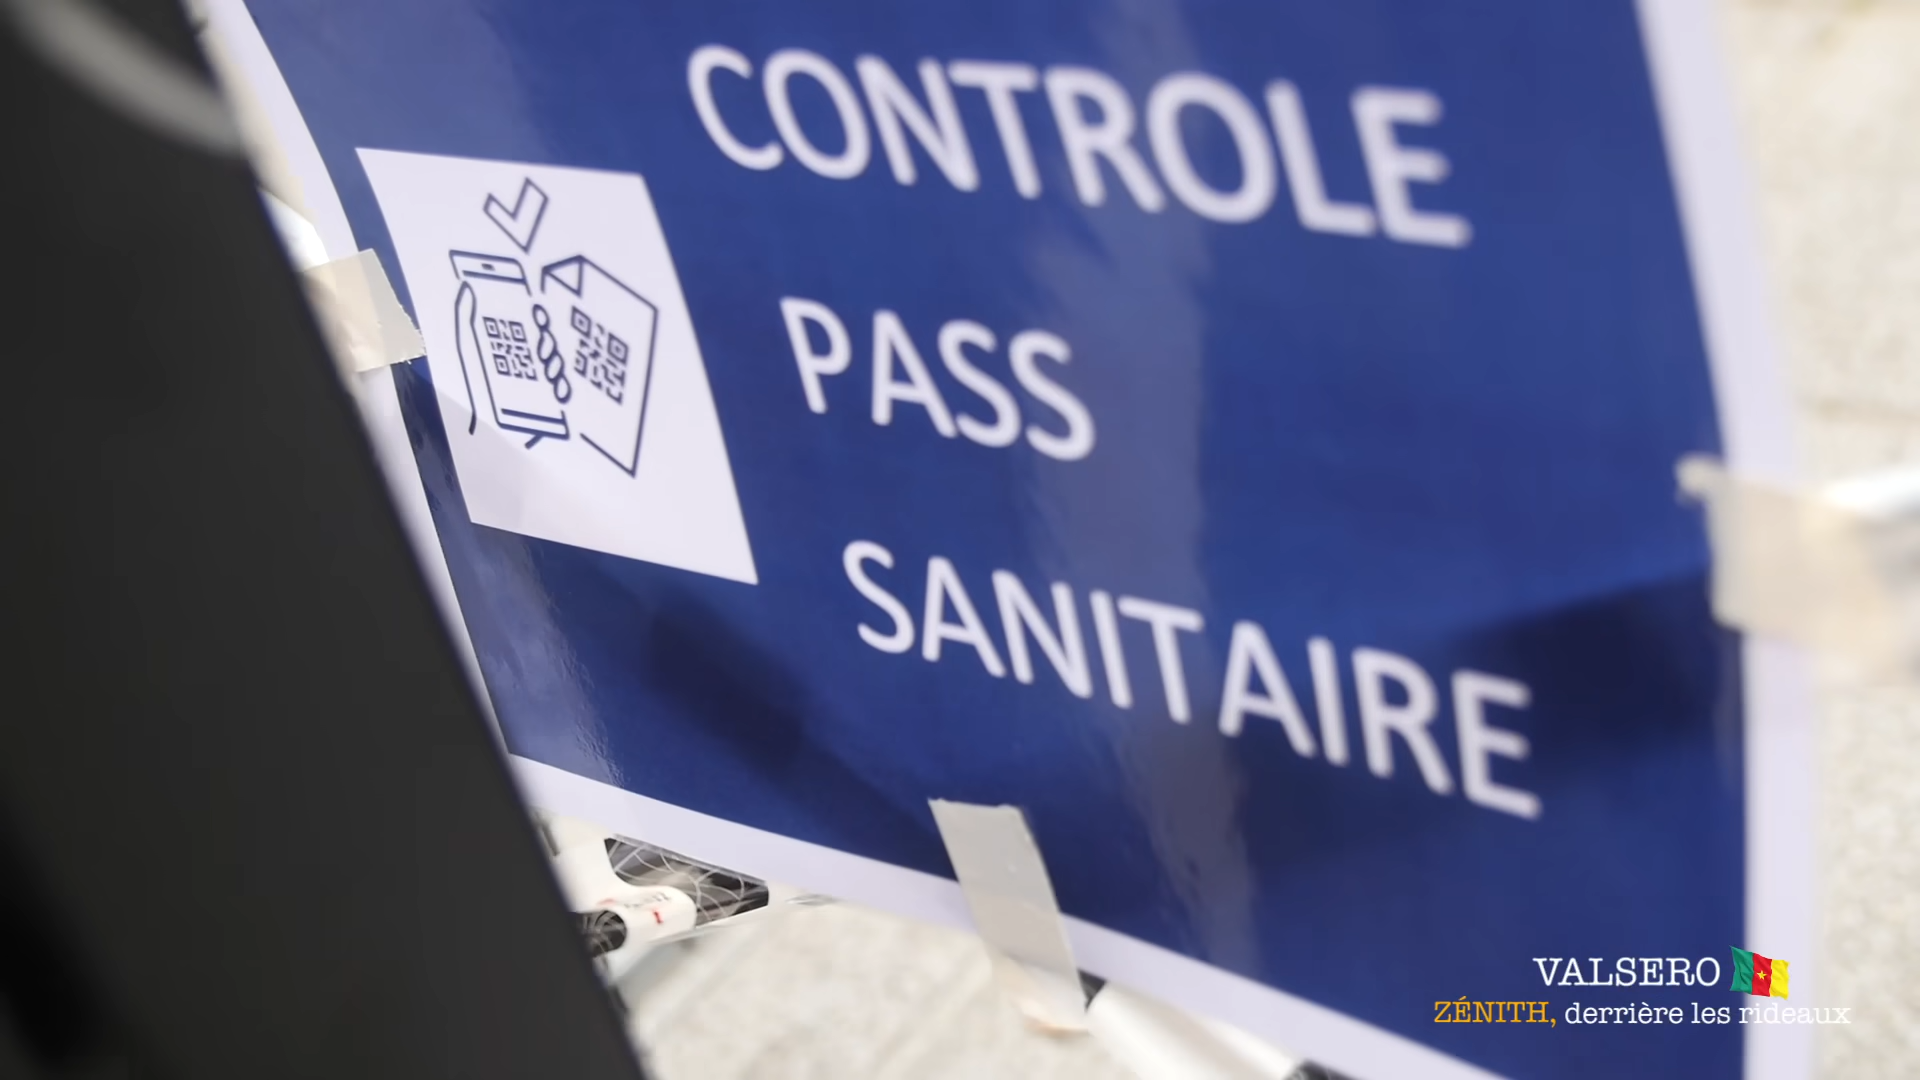 CONTROLE
PASS
SANITAIRE
VALSERO
ZÉNITH, derrière les rideaux